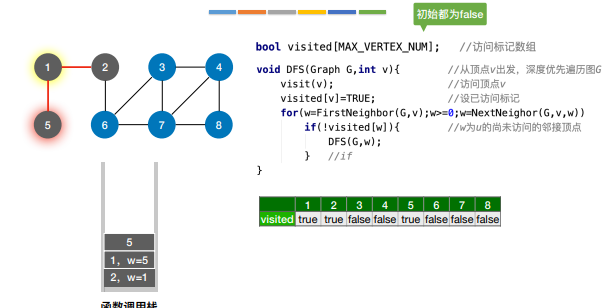 初始都为false
bool visited[MAX_VERTEX_NUM]; //访问标记数组
void DFS(Graph G,int v){ //从顶点v出发，深度优先遍历图G
visit(v); //访问顶点v
visited[v]=TRUE; //设已访问标记
for(w=FirstNeighbor(G,v);w>=0;w=NextNeighor(G,v,w))
if(!visited[w]){ //w为u的尚未访问的邻接顶点
DFS(G,w);
} //if
}
1 2 3 4
5 6 7 8
1 2 3 4 5 6 7 8
visited true true false false true false false false
5
1，w=5
2，w=1
函数调用栈